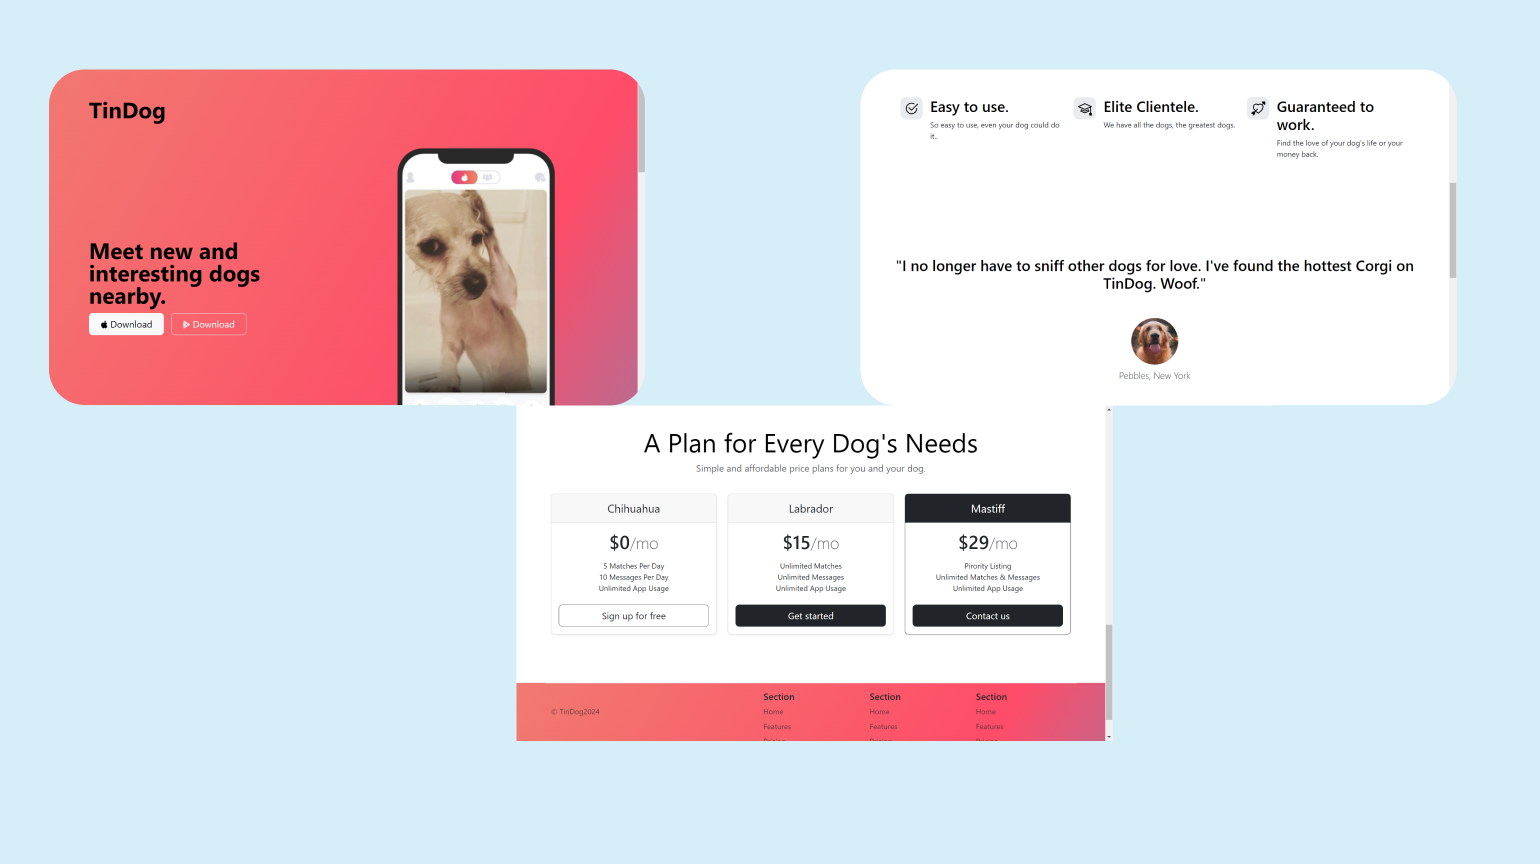 TinDog
Meet new and
interesting dogs
nearby.
Download
Download
Easy to use.
So easy to use, even your dog could do
it..
Elite Clientele.
We have all the dogs, the greatest dogs.
Guaranteed to
work.
Find the love of your dog's life or your
money back.
"I no longer have to sniff other dogs for love. I've found the hottest Corgi on
TinDog. Woof."
Pebbles, New York
A Plan for Every Dog's Needs
Simple and affordable price plans for you and your dog.
Chihuahua
$0/mo
5 Matches Per Day
10 Messages Per Day
Unlimited App Usage
Sign up for free
Labrador
$15/mo
Unlimited Matches
Unlimited Messages
Unlimited App Usage
Get started
Mastiff
$29/mo
Pirority Listing
Unlimited Matches & Messages
Unlimited App Usage
Contact us
© TinDog2024
Section
Home
Features
Section
Home
Features
Section
Home
Features